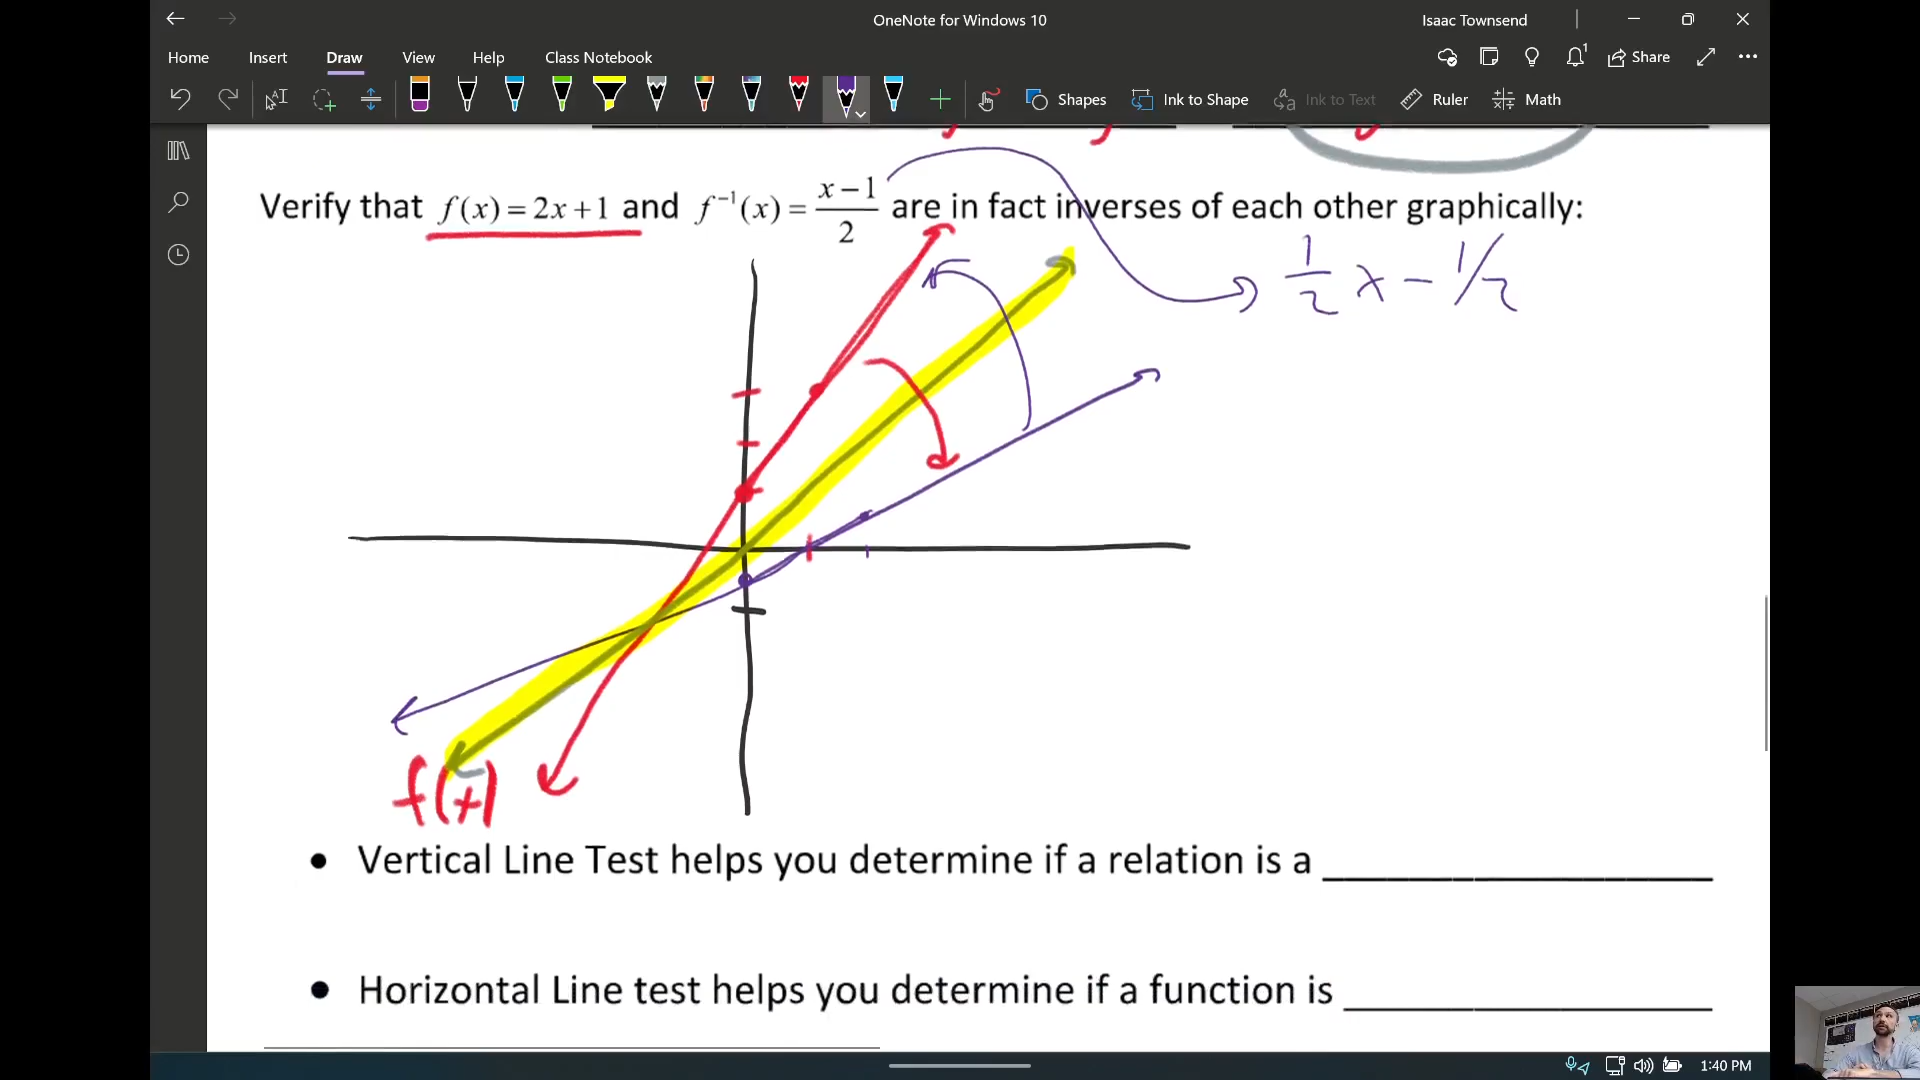 OneNote for Windows 10
Isaac Townsend
Home Insert Draw View Help Class Notebook
1
Share
Shapes Ink to Shape Ink to Text Ruler Math
Verify that f(x)=2x+1 and f⁻¹(x)=(x−1)/2 are in fact inverses of each other graphically:
1/2 x − 1/2
f(x)
• Vertical Line Test helps you determine if a relation is a __________________
• Horizontal Line test helps you determine if a function is _________________
1:40 PM